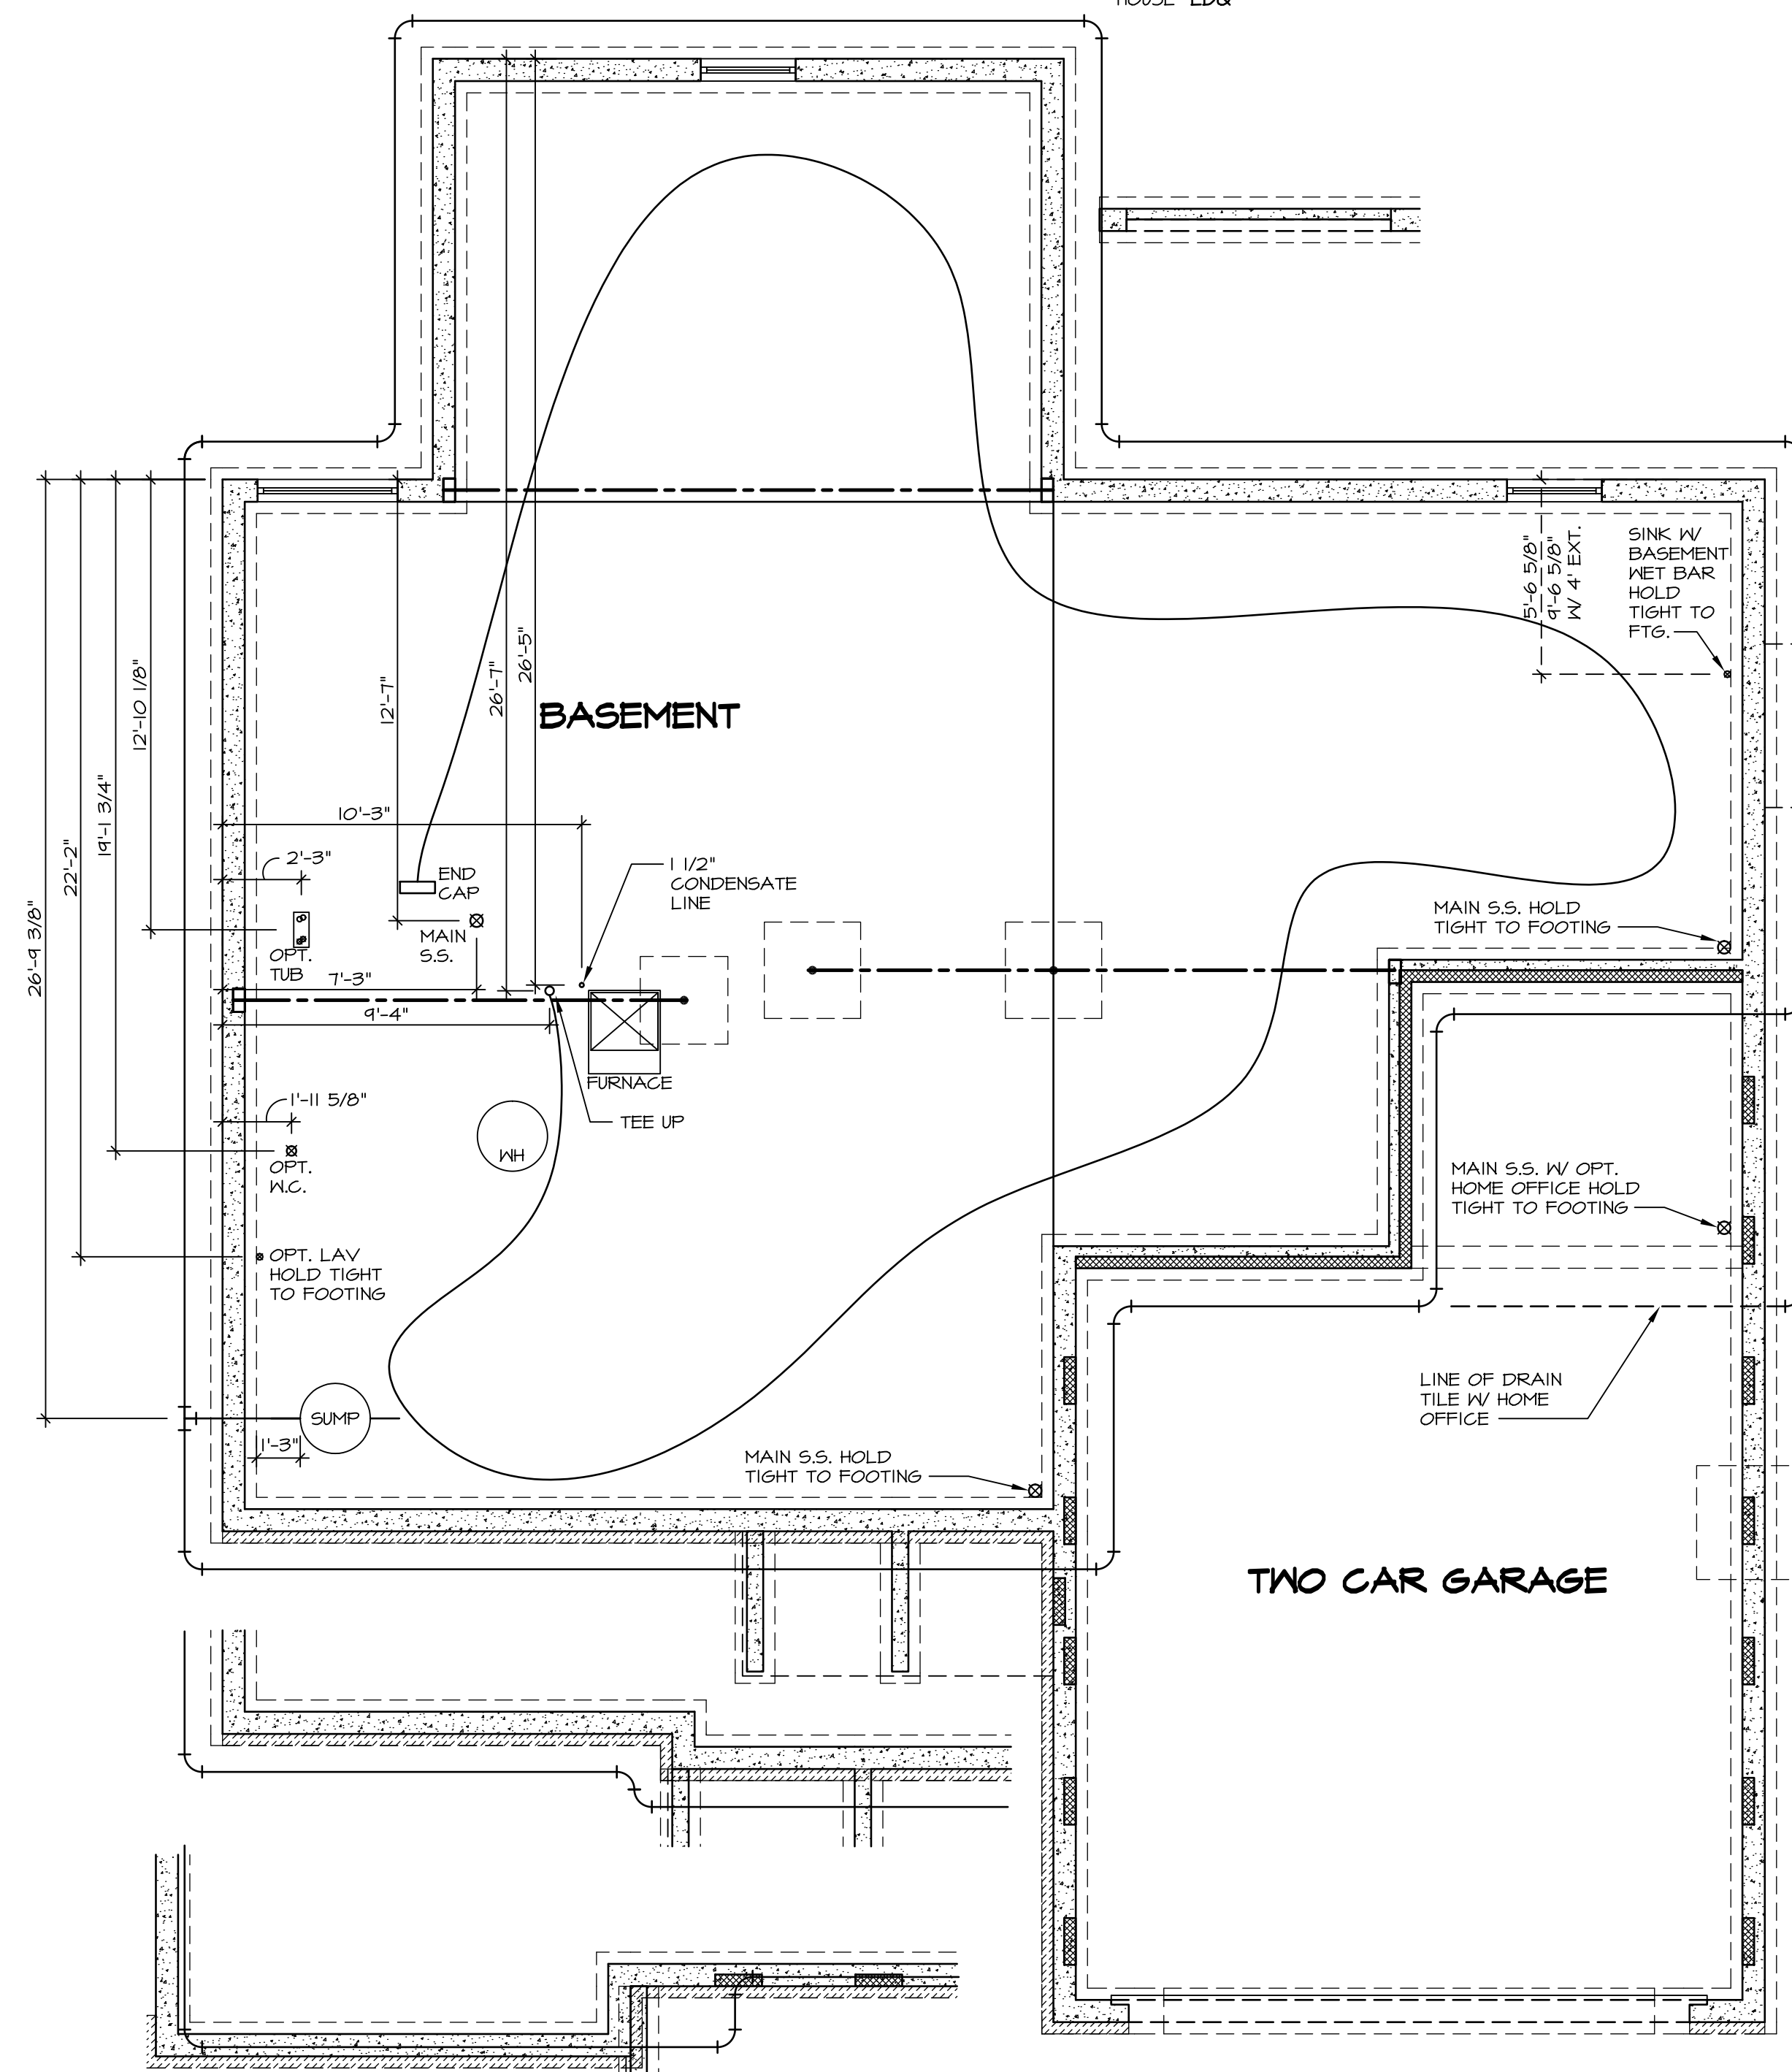 SINK W/
BASEMENT
WET BAR
HOLD
TIGHT TO
FTG.
5'-6 5/8"
9'-6 5/8"
W/ 4' EXT.
BASEMENT
26'-5"
26'-7"
12'-7"
12'-10 1/8"
19'-1 3/4"
22'-2"
26'-9 3/8"
10'-3"
2'-3"
END
CAP
1 1/2"
CONDENSATE
LINE
MAIN S.S. HOLD
TIGHT TO FOOTING
MAIN
S.S.
OPT.
TUB
7'-3"
9'-4"
FURNACE
TEE UP
1'-11 5/8"
WH
OPT.
W.C.
MAIN S.S. W/ OPT.
HOME OFFICE HOLD
TIGHT TO FOOTING
OPT. LAV
HOLD TIGHT
TO FOOTING
LINE OF DRAIN
TILE W/ HOME
OFFICE
SUMP
1'-3"
MAIN S.S. HOLD
TIGHT TO FOOTING
TWO CAR GARAGE